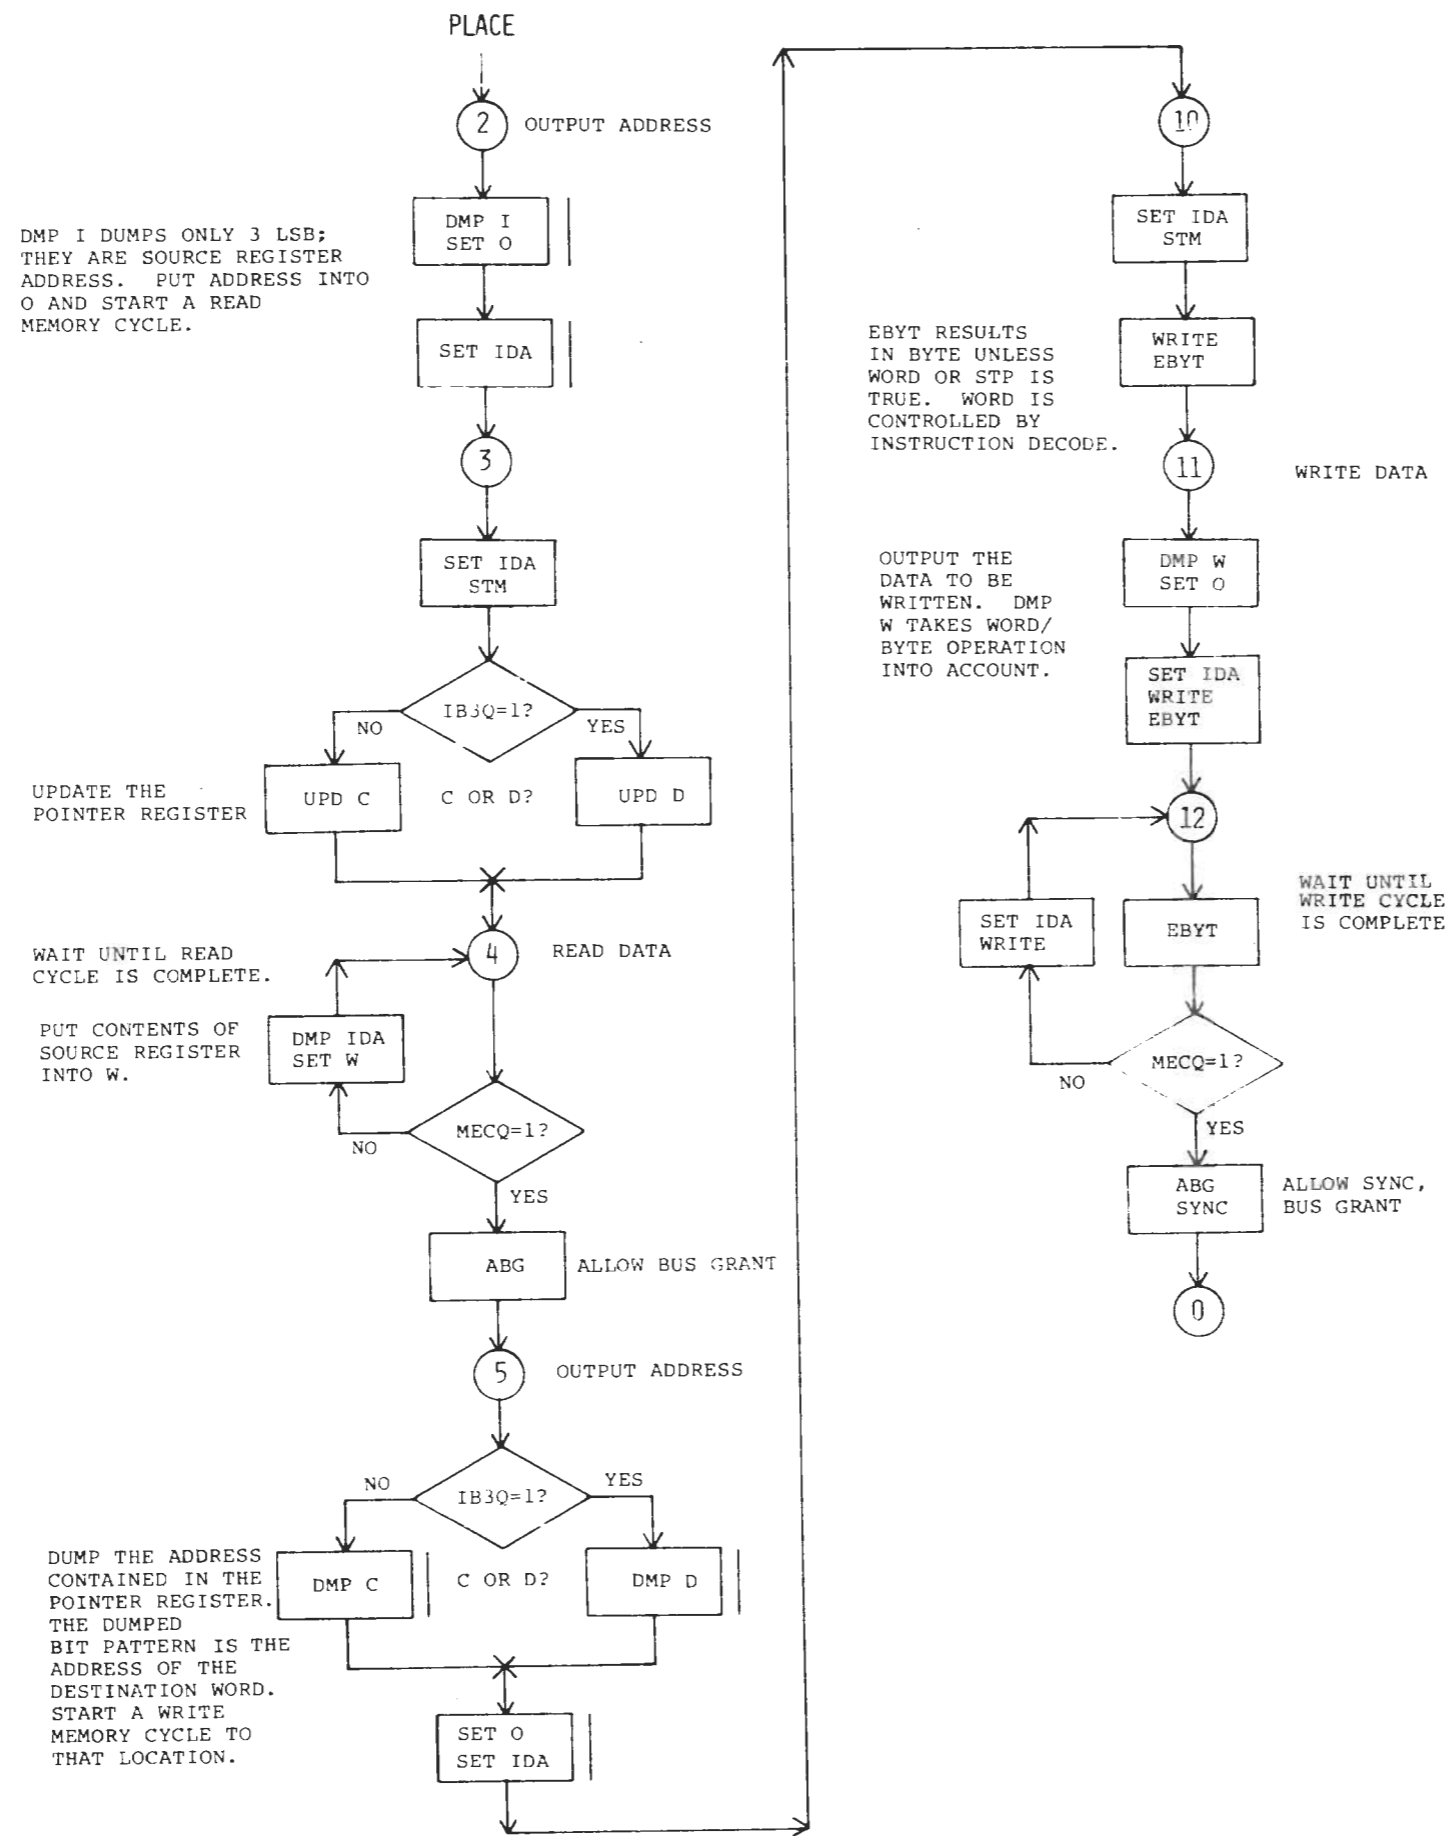 PLACE
2
OUTPUT ADDRESS
DMP I
SET O
DMP I DUMPS ONLY 3 LSB;
THEY ARE SOURCE REGISTER
ADDRESS. PUT ADDRESS INTO
O AND START A READ
MEMORY CYCLE.
SET IDA
3
SET IDA
STM
IB3Q=1?
NO
YES
UPDATE THE
POINTER REGISTER
UPD C
C OR D?
UPD D
WAIT UNTIL READ
CYCLE IS COMPLETE.
4
READ DATA
PUT CONTENTS OF
SOURCE REGISTER
INTO W.
DMP IDA
SET W
MECQ=1?
NO
YES
ABG
ALLOW BUS GRANT
5
OUTPUT ADDRESS
IB3Q=1?
NO
YES
DUMP THE ADDRESS
CONTAINED IN THE
POINTER REGISTER.
THE DUMPED
BIT PATTERN IS THE
ADDRESS OF THE
DESTINATION WORD.
START A WRITE
MEMORY CYCLE TO
THAT LOCATION.
DMP C
C OR D?
DMP D
SET O
SET IDA
10
SET IDA
STM
EBYT RESULTS
IN BYTE UNLESS
WORD OR STP IS
TRUE. WORD IS
CONTROLLED BY
INSTRUCTION DECODE.
WRITE
EBYT
11
WRITE DATA
OUTPUT THE
DATA TO BE
WRITTEN. DMP
W TAKES WORD/
BYTE OPERATION
INTO ACCOUNT.
DMP W
SET O
SET IDA
WRITE
EBYT
12
SET IDA
WRITE
EBYT
WAIT UNTIL
WRITE CYCLE
IS COMPLETE
MECQ=1?
NO
YES
ABG
SYNC
ALLOW SYNC,
BUS GRANT
0